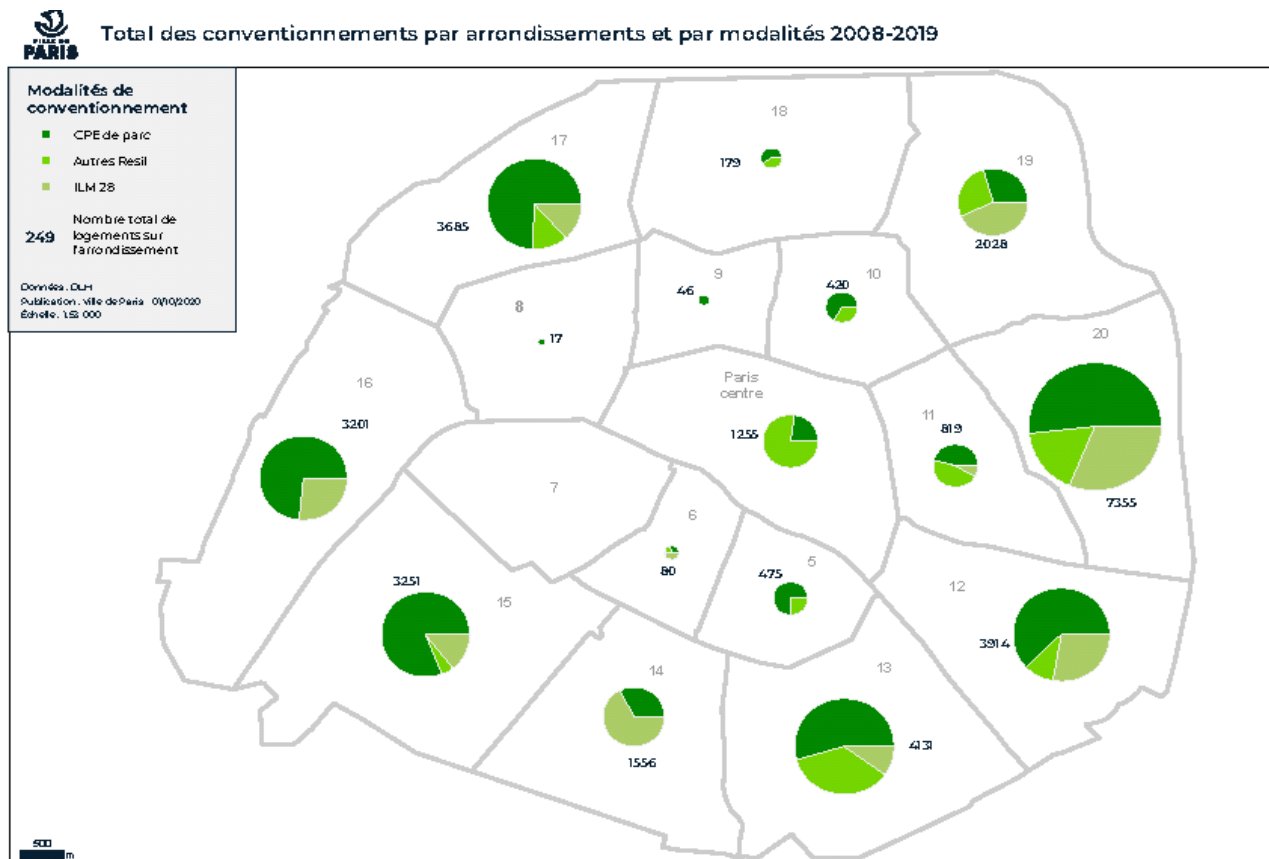 VILLE DE
PARIS
Total des conventionnements par arrondissements et par modalités 2008-2019
Modalités de
conventionnement
CPE de parc
Autres Resil
ILM 28
249
Nombre total de
logements sur
l'arrondissement
Données : DLH
Publication : ville de Paris 01/10/2020
Échelle : 1:52 000
18
179
17
3685
19
2028
9
46
10
420
8
17
20
7355
16
3201
Paris
centre
1255
11
819
7
6
80
5
475
15
3251
12
3914
14
1556
13
4131
500
m